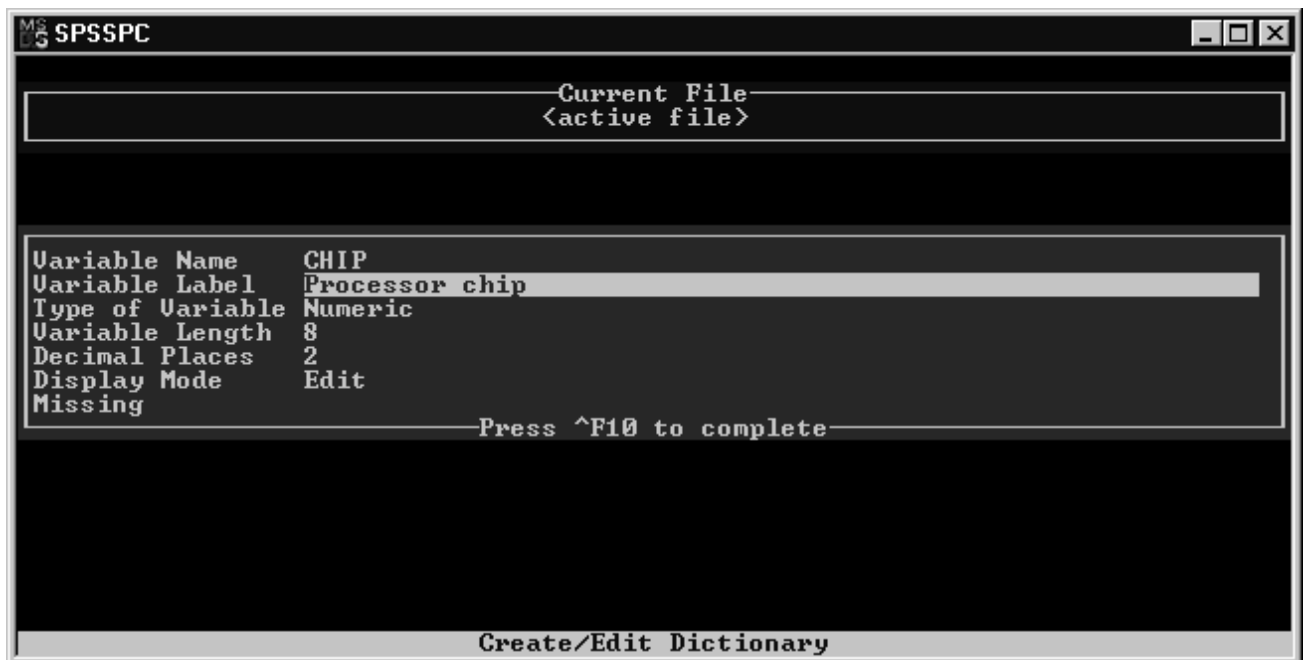 SPSSPC
Current File
<active file>
Variable Name CHIP
Variable Label Processor chip
Type of Variable Numeric
Variable Length 8
Decimal Places 2
Display Mode Edit
Missing
Press ^F10 to complete
Create/Edit Dictionary